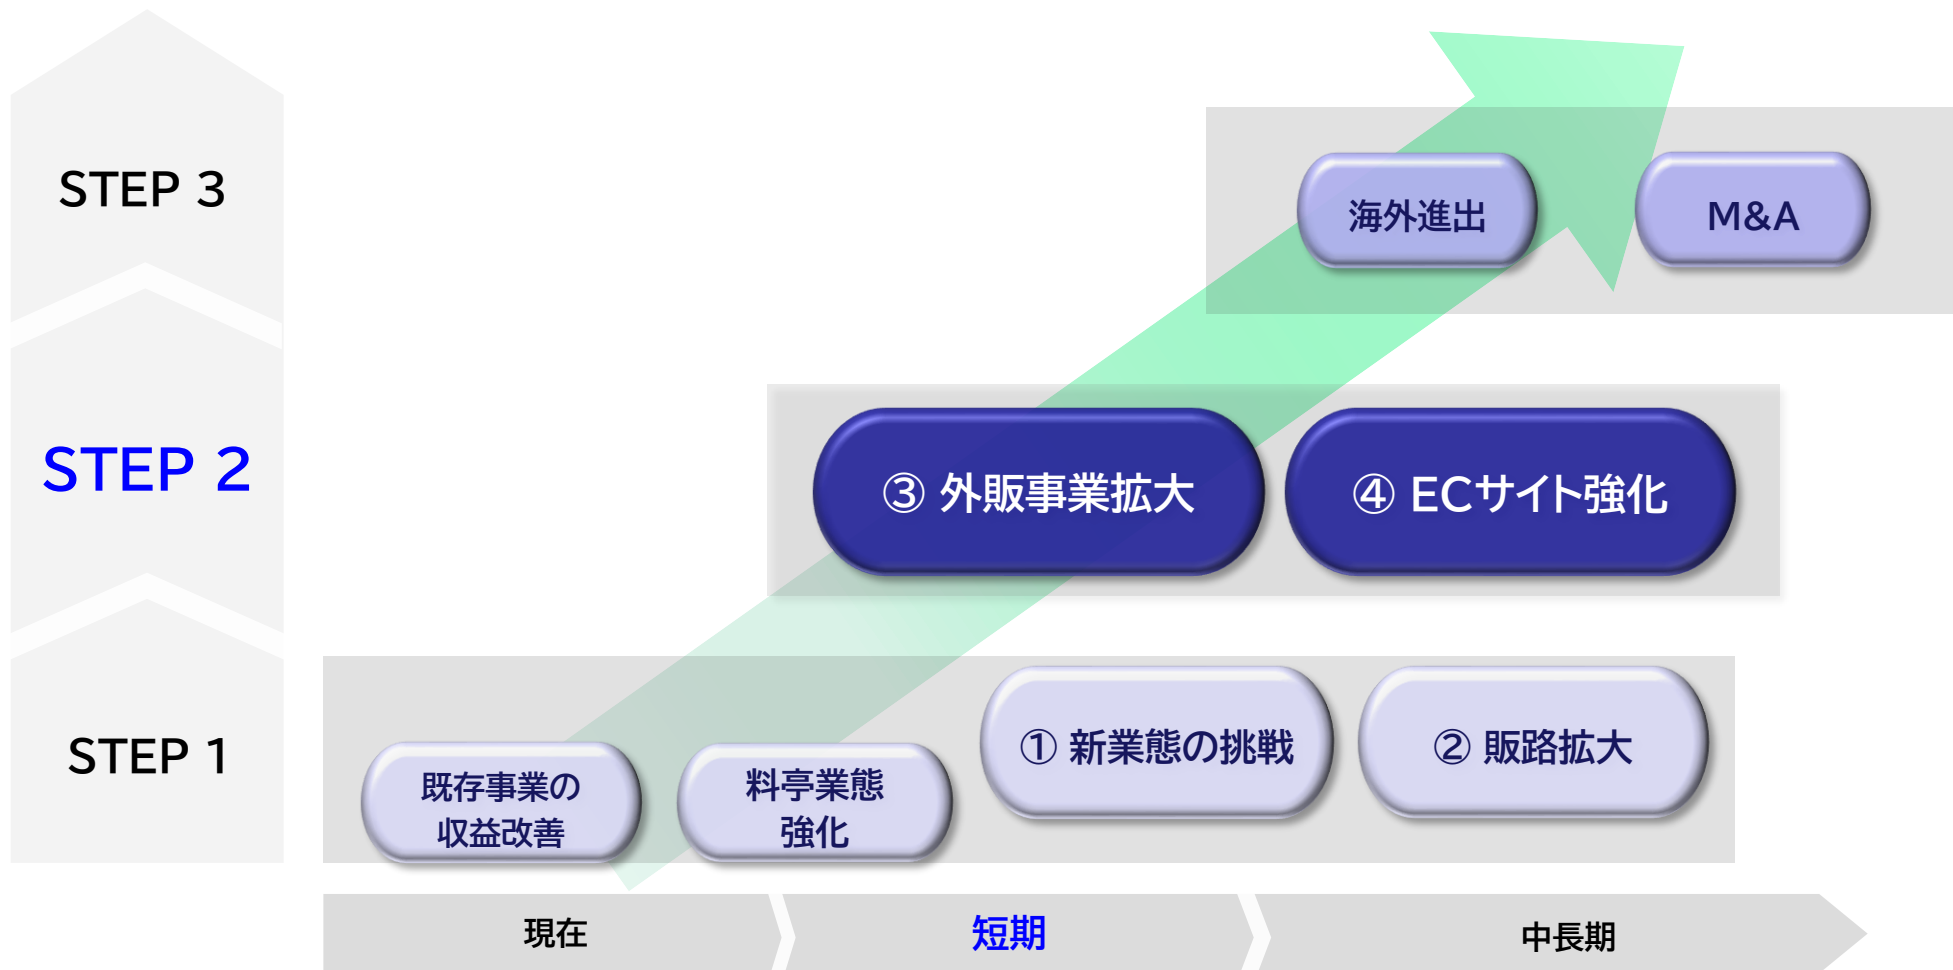 STEP 3
海外進出
M&A
STEP 2
③ 外販事業拡大
④ ECサイト強化
STEP 1
既存事業の
収益改善
料亭業態
強化
① 新業態の挑戦
② 販路拡大
現在
短期
中長期